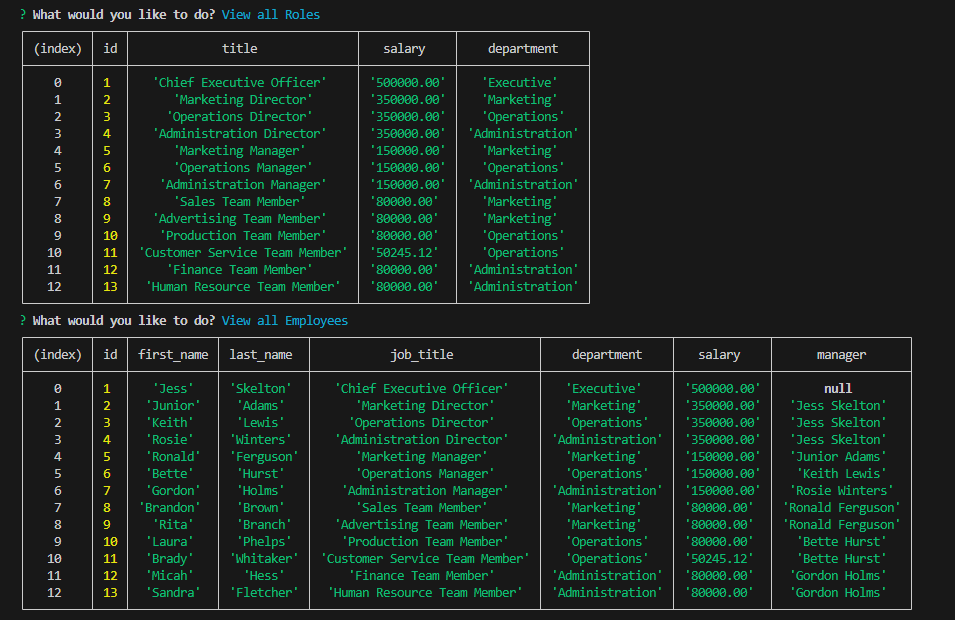 ? What would you like to do? View all Roles
(index) id title salary department
0 1 'Chief Executive Officer' '500000.00' 'Executive'
1 2 'Marketing Director' '350000.00' 'Marketing'
2 3 'Operations Director' '350000.00' 'Operations'
3 4 'Administration Director' '350000.00' 'Administration'
4 5 'Marketing Manager' '150000.00' 'Marketing'
5 6 'Operations Manager' '150000.00' 'Operations'
6 7 'Administration Manager' '150000.00' 'Administration'
7 8 'Sales Team Member' '80000.00' 'Marketing'
8 9 'Advertising Team Member' '80000.00' 'Marketing'
9 10 'Production Team Member' '80000.00' 'Operations'
10 11 'Customer Service Team Member' '50245.12' 'Operations'
11 12 'Finance Team Member' '80000.00' 'Administration'
12 13 'Human Resource Team Member' '80000.00' 'Administration'
? What would you like to do? View all Employees
(index) id first_name last_name job_title department salary manager
0 1 'Jess' 'Skelton' 'Chief Executive Officer' 'Executive' '500000.00' null
1 2 'Junior' 'Adams' 'Marketing Director' 'Marketing' '350000.00' 'Jess Skelton'
2 3 'Keith' 'Lewis' 'Operations Director' 'Operations' '350000.00' 'Jess Skelton'
3 4 'Rosie' 'Winters' 'Administration Director' 'Administration' '350000.00' 'Jess Skelton'
4 5 'Ronald' 'Ferguson' 'Marketing Manager' 'Marketing' '150000.00' 'Junior Adams'
5 6 'Bette' 'Hurst' 'Operations Manager' 'Operations' '150000.00' 'Keith Lewis'
6 7 'Gordon' 'Holms' 'Administration Manager' 'Administration' '150000.00' 'Rosie Winters'
7 8 'Brandon' 'Brown' 'Sales Team Member' 'Marketing' '80000.00' 'Ronald Ferguson'
8 9 'Rita' 'Branch' 'Advertising Team Member' 'Marketing' '80000.00' 'Ronald Ferguson'
9 10 'Laura' 'Phelps' 'Production Team Member' 'Operations' '80000.00' 'Bette Hurst'
10 11 'Brady' 'Whitaker' 'Customer Service Team Member' 'Operations' '50245.12' 'Bette Hurst'
11 12 'Micah' 'Hess' 'Finance Team Member' 'Administration' '80000.00' 'Gordon Holms'
12 13 'Sandra' 'Fletcher' 'Human Resource Team Member' 'Administration' '80000.00' 'Gordon Holms'